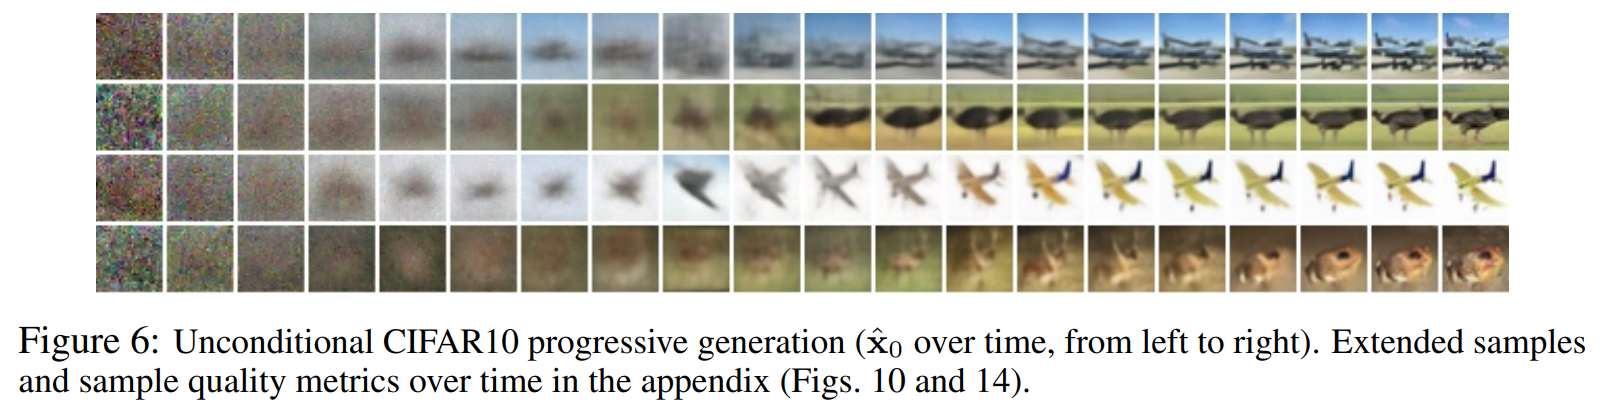 Figure 6: Unconditional CIFAR10 progressive generation (x̂₀ over time, from left to right). Extended samples
and sample quality metrics over time in the appendix (Figs. 10 and 14).